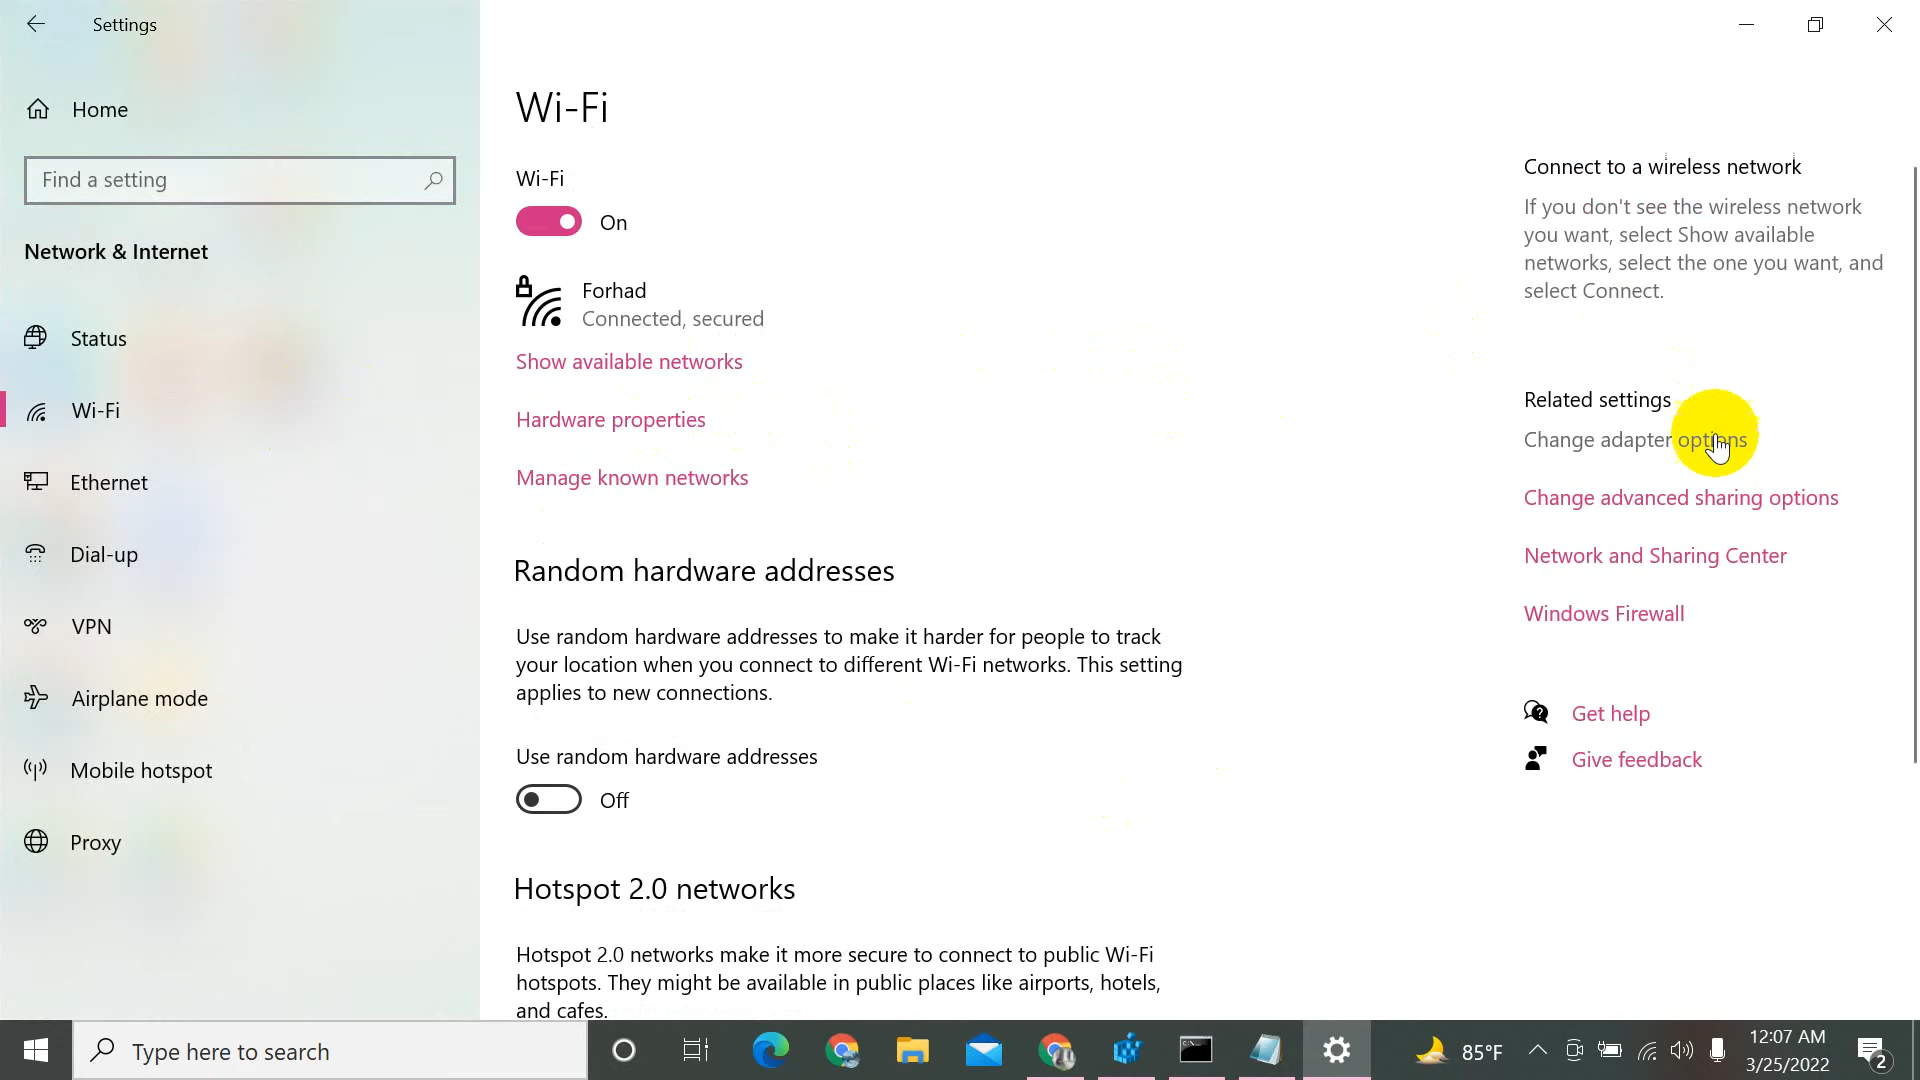 Settings
Home
Find a setting
Network & Internet
Status
Wi-Fi
Ethernet
Dial-up
VPN
Airplane mode
Mobile hotspot
Proxy
Wi-Fi
Wi-Fi
On
Forhad
Connected, secured
Show available networks
Hardware properties
Manage known networks
Random hardware addresses
Use random hardware addresses to make it harder for people to track
your location when you connect to different Wi-Fi networks. This setting
applies to new connections.
Use random hardware addresses
Off
Hotspot 2.0 networks
Hotspot 2.0 networks make it more secure to connect to public Wi-Fi
hotspots. They might be available in public places like airports, hotels,
and cafes.
Connect to a wireless network
If you don't see the wireless network
you want, select Show available
networks, select the one you want, and
select Connect.
Related settings
Change adapter options
Change advanced sharing options
Network and Sharing Center
Windows Firewall
Get help
Give feedback
Type here to search
85°F
12:07 AM
3/25/2022
2